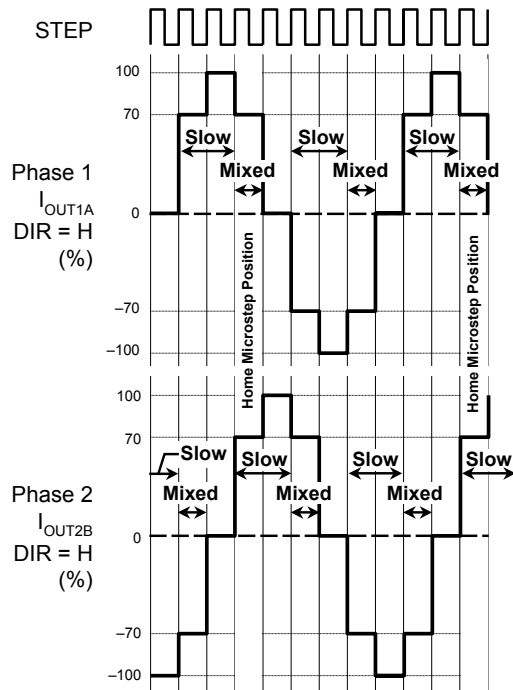 STEP
100
70
Slow
Slow
Slow
Mixed
Mixed
Mixed
Phase 1
I_OUT1A
DIR = H
(%)
0
–70
–100
Home Microstep Position
Home Microstep Position
100
70
Slow
Slow
Slow
Slow
Mixed
Mixed
Mixed
Phase 2
I_OUT2B
DIR = H
(%)
0
–70
–100